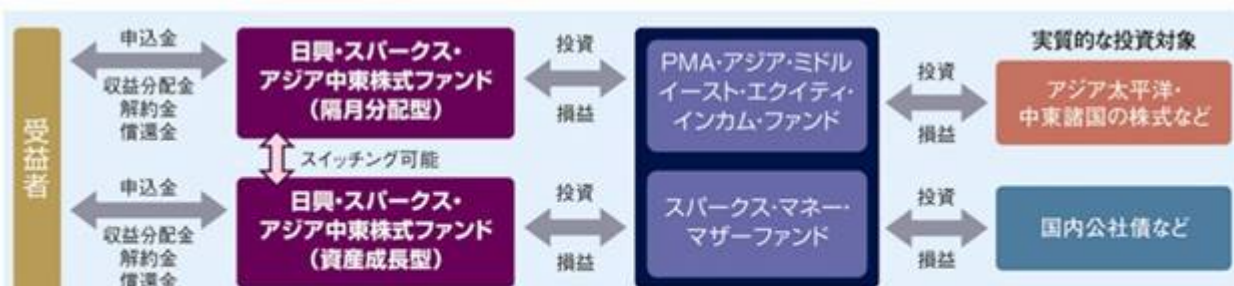 受益者
申込金
収益分配金
解約金
償還金
日興・スパークス・
アジア中東株式ファンド
(隔月分配型)
スイッチング可能
申込金
収益分配金
解約金
償還金
日興・スパークス・
アジア中東株式ファンド
(資産成長型)
投資
損益
投資
損益
PMA・アジア・ミドル
イースト・エクイティ・
インカム・ファンド
スパークス・マネー・
マザーファンド
投資
損益
投資
損益
実質的な投資対象
アジア太平洋・
中東諸国の株式など
国内公社債など